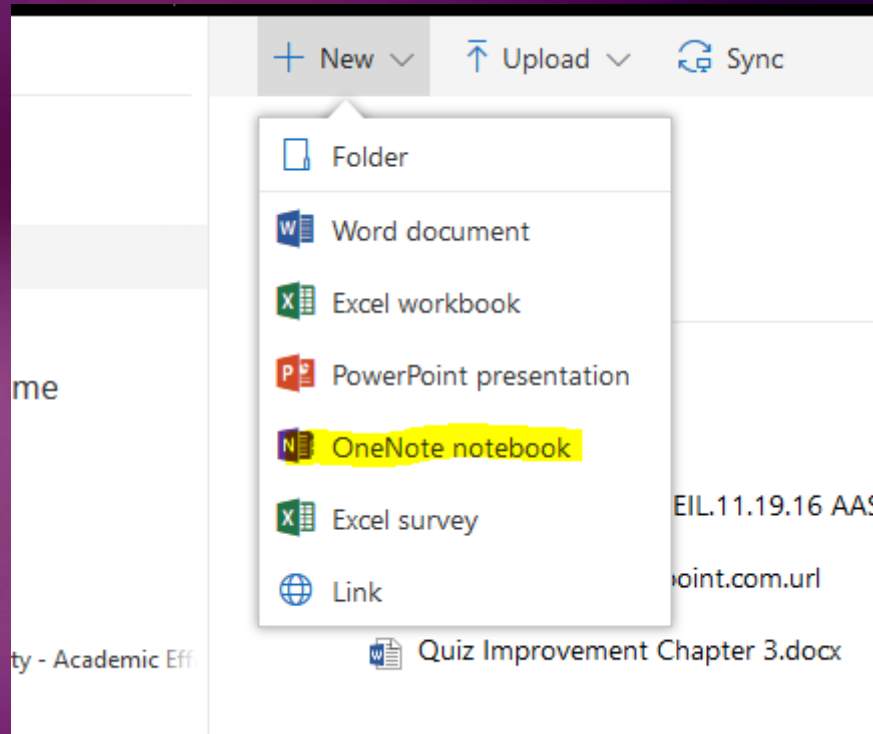 New Upload Sync
Folder
Word document
Excel workbook
PowerPoint presentation
me
OneNote notebook
Excel survey
EIL.11.19.16 AAS
Link
oint.com.url
ty - Academic Eff
Quiz Improvement Chapter 3.docx